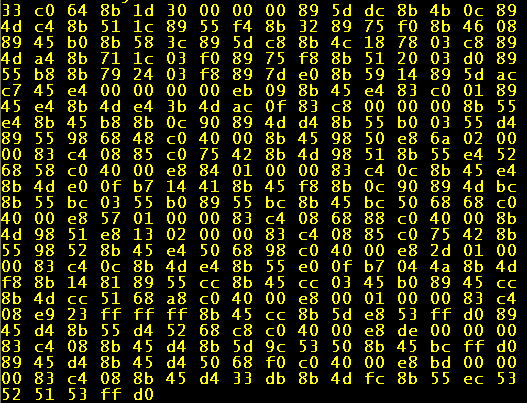 33 c0 64 8b 1d 30 00 00 00 89 5d dc 8b 4b 0c 89
4d c4 8b 51 1c 89 55 f4 8b 32 89 75 f0 8b 46 08
89 45 b0 8b 58 3c 89 5d c8 8b 4c 18 78 03 c8 89
4d a4 8b 71 1c 03 f0 89 75 f8 8b 51 20 03 d0 89
55 b8 8b 79 24 03 f8 89 7d e0 8b 59 14 89 5d ac
c7 45 e4 00 00 00 00 eb 09 8b 45 e4 83 c0 01 89
45 e4 8b 4d e4 3b 4d ac 0f 83 c8 00 00 00 8b 55
e4 8b 45 b8 8b 0c 90 89 4d d4 8b 55 b0 03 55 d4
89 55 98 68 48 c0 40 00 8b 45 98 50 e8 6a 02 00
00 83 c4 08 85 c0 75 42 8b 4d 98 51 8b 55 e4 52
68 58 c0 40 00 e8 84 01 00 00 83 c4 0c 8b 45 e4
8b 4d e0 0f b7 14 41 8b 45 f8 8b 0c 90 89 4d bc
8b 55 bc 03 55 b0 89 55 bc 8b 45 bc 50 68 68 c0
40 00 e8 57 01 00 00 83 c4 08 68 88 c0 40 00 8b
4d 98 51 e8 13 02 00 00 83 c4 08 85 c0 75 42 8b
55 98 52 8b 45 e4 50 68 98 c0 40 00 e8 2d 01 00
00 83 c4 0c 8b 4d e4 8b 55 e0 0f b7 04 4a 8b 4d
f8 8b 14 81 89 55 cc 8b 45 cc 03 45 b0 89 45 cc
8b 4d cc 51 68 a8 c0 40 00 e8 00 01 00 00 83 c4
08 e9 23 ff ff ff 8b 45 cc 8b 5d e8 53 ff d0 89
45 d4 8b 55 d4 52 68 c8 c0 40 00 e8 de 00 00 00
83 c4 08 8b 45 d4 8b 5d 9c 53 50 8b 45 bc ff d0
89 45 d4 8b 45 d4 50 68 f0 c0 40 00 e8 bd 00 00
00 83 c4 08 8b 45 d4 33 db 8b 4d fc 8b 55 ec 53
52 51 53 ff d0